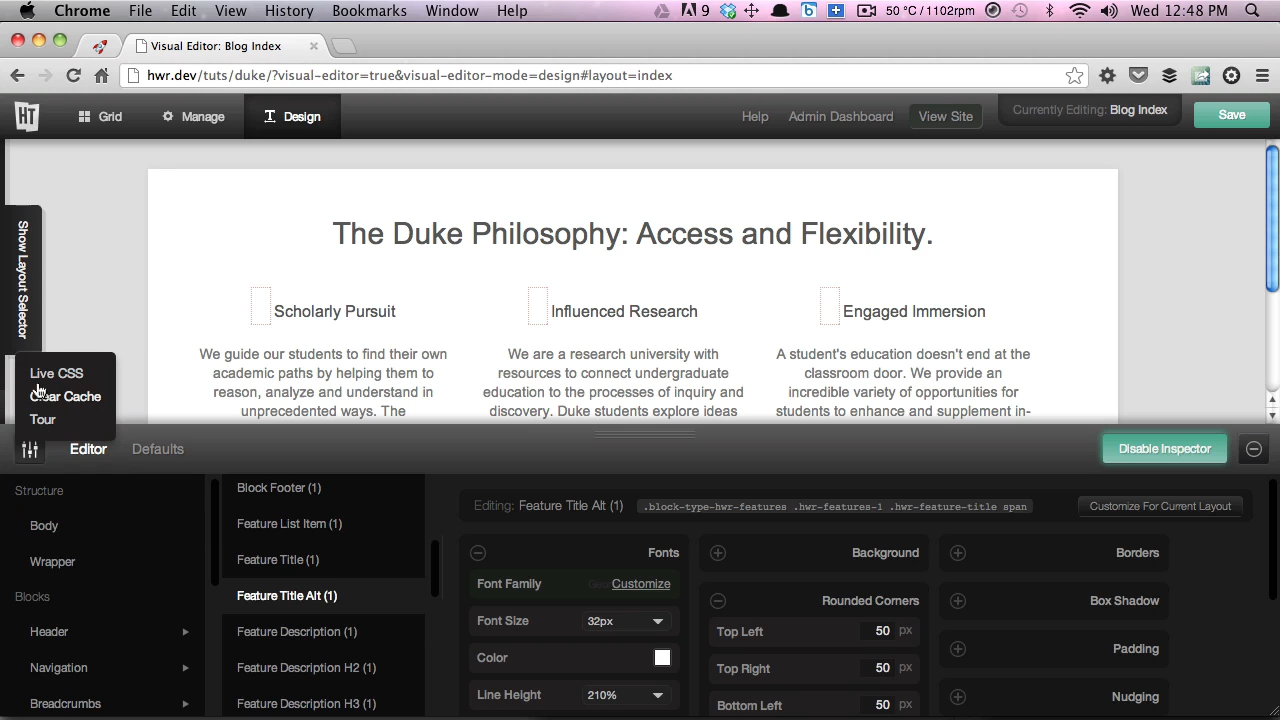 Chrome File Edit View History Bookmarks Window Help 9 50 °C / 1102rpm Wed 12:48 PM
Visual Editor: Blog Index
hwr.dev/tuts/duke/?visual-editor=true&visual-editor-mode=design#layout=index
HT Grid Manage Design Help Admin Dashboard View Site Currently Editing: Blog Index Save
The Duke Philosophy: Access and Flexibility.
Show Layout Selector
Scholarly Pursuit Influenced Research Engaged Immersion
We guide our students to find their own We are a research university with A student's education doesn't end at the
academic paths by helping them to resources to connect undergraduate classroom door. We provide an
reason, analyze and understand in education to the processes of inquiry and incredible variety of opportunities for
unprecedented ways. The discovery. Duke students explore ideas students to enhance and supplement in-
Live CSS
Clear Cache
Tour
Editor Defaults Disable Inspector
Structure
Body
Wrapper
Blocks
Header
Navigation
Breadcrumbs
Block Footer (1)
Feature List Item (1)
Feature Title (1)
Feature Title Alt (1)
Feature Description (1)
Feature Description H2 (1)
Feature Description H3 (1)
Editing: Feature Title Alt (1) .block-type-hwr-features .hwr-features-1 .hwr-feature-title span Customize For Current Layout
Fonts
Font Family Customize
Font Size 32px
Color
Line Height 210%
Background
Rounded Corners
Top Left 50 px
Top Right 50 px
Bottom Left 50 px
Borders
Box Shadow
Padding
Nudging